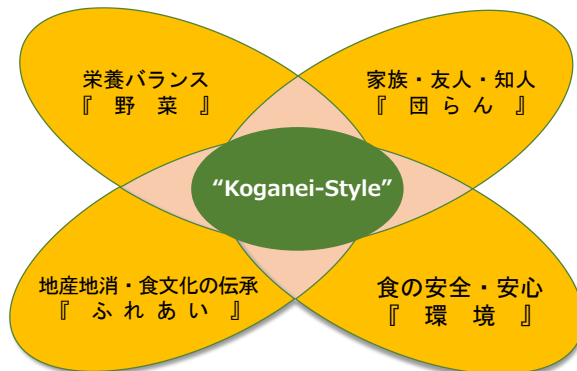 栄養バランス
『 野 菜 』
家族・友人・知人
『 団 ら ん 』
“Koganei-Style”
地産地消・食文化の伝承
『 ふ れ あ い 』
食の安全・安心
『 環 境 』